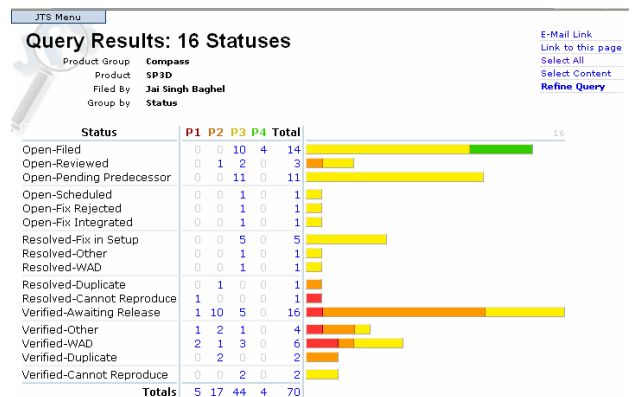 JTS Menu
Query Results: 16 Statuses
Product Group Compass
Product SP3D
Filed By Jai Singh Baghel
Group by Status
E-Mail Link
Link to this page
Select All
Select Content
Refine Query
Status P1 P2 P3 P4 Total 16
Open-Filed 0 0 10 4 14
Open-Reviewed 0 1 2 0 3
Open-Pending Predecessor 0 0 11 0 11
Open-Scheduled 0 0 1 0 1
Open-Fix Rejected 0 0 1 0 1
Open-Fix Integrated 0 0 1 0 1
Resolved-Fix in Setup 0 0 5 0 5
Resolved-Other 0 0 1 0 1
Resolved-WAD 0 0 1 0 1
Resolved-Duplicate 0 1 0 0 1
Resolved-Cannot Reproduce 1 0 0 0 1
Verified-Awaiting Release 1 10 5 0 16
Verified-Other 1 2 1 0 4
Verified-WAD 2 1 3 0 6
Verified-Duplicate 0 2 0 0 2
Verified-Cannot Reproduce 0 0 2 0 2
Totals 5 17 44 4 70